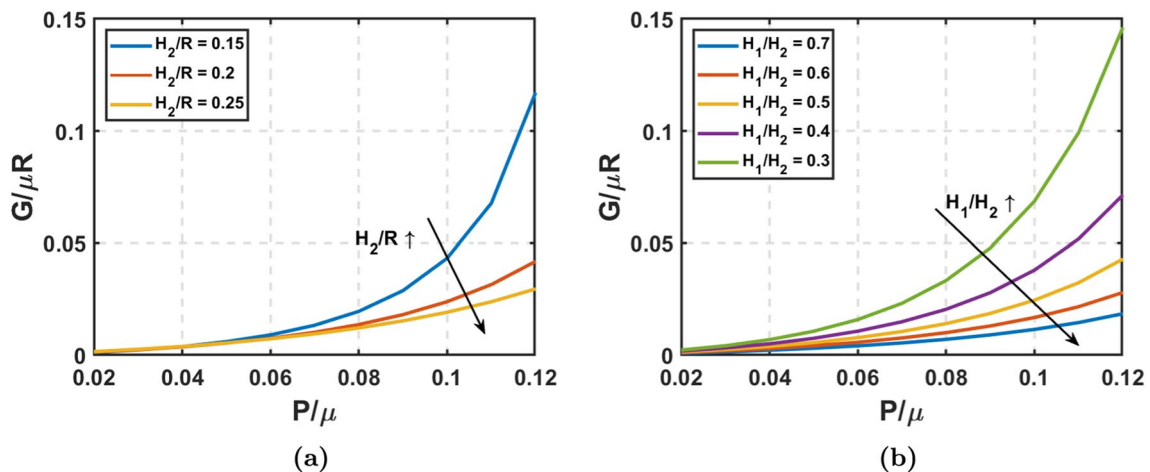 0.15
0.1
0.05
0
G/μR
H₂/R = 0.15
H₂/R = 0.2
H₂/R = 0.25
H₂/R ↑
0.02 0.04 0.06 0.08 0.1 0.12
P/μ
(a)
0.15
0.1
0.05
0
G/μR
H₁/H₂ = 0.7
H₁/H₂ = 0.6
H₁/H₂ = 0.5
H₁/H₂ = 0.4
H₁/H₂ = 0.3
H₁/H₂ ↑
0.02 0.04 0.06 0.08 0.1 0.12
P/μ
(b)